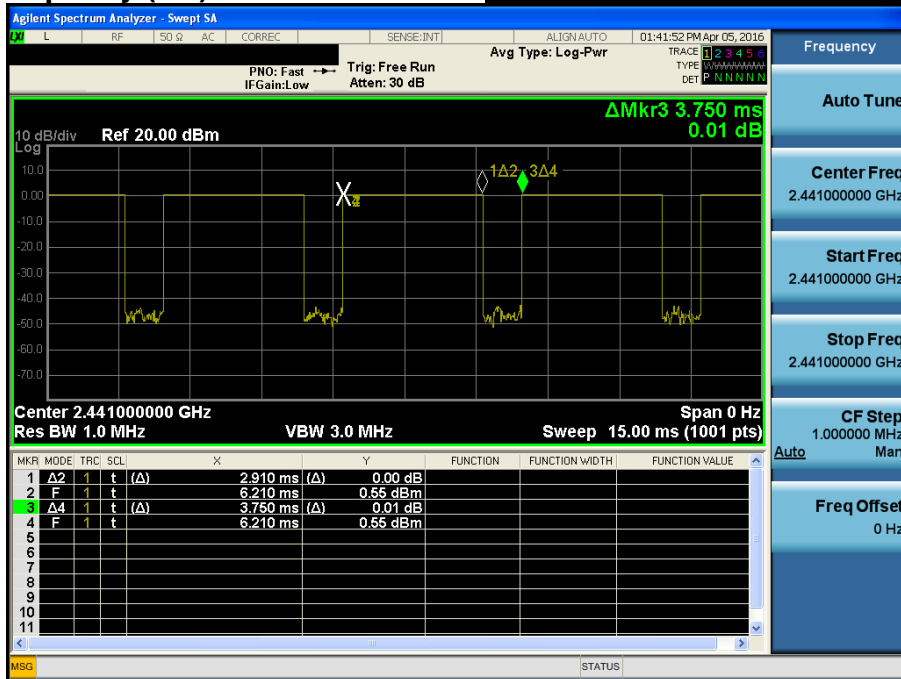 Agilent Spectrum Analyzer - Swept SA
LXI L RF 50 Ω AC CORREC SENSE:INT ALIGN AUTO 01:41:52 PM Apr 05, 2016
PNO: Fast
IFGain:Low
Trig: Free Run
Atten: 30 dB
Avg Type: Log-Pwr
TRACE 1 2 3 4 5 6
TYPE
DET P N N N N N
ΔMkr3 3.750 ms
0.01 dB
10 dB/div Ref 20.00 dBm
Log
10.0
0.00
-10.0
-20.0
-30.0
-40.0
-50.0
-60.0
-70.0
1Δ2 3Δ4
Center 2.441000000 GHz Span 0 Hz
Res BW 1.0 MHz VBW 3.0 MHz Sweep 15.00 ms (1001 pts)
MKR MODE TRC SCL X Y FUNCTION FUNCTION WIDTH FUNCTION VALUE
1 Δ2 1 t (Δ) 2.910 ms (Δ) 0.00 dB
2 F 1 t 6.210 ms 0.55 dBm
3 Δ4 1 t (Δ) 3.750 ms (Δ) 0.01 dB
4 F 1 t 6.210 ms 0.55 dBm
5
6
7
8
9
10
11
MSG STATUS
Frequency
Auto Tune
Center Freq
2.441000000 GHz
Start Freq
2.441000000 GHz
Stop Freq
2.441000000 GHz
CF Step
1.000000 MHz
Auto Man
Freq Offset
0 Hz